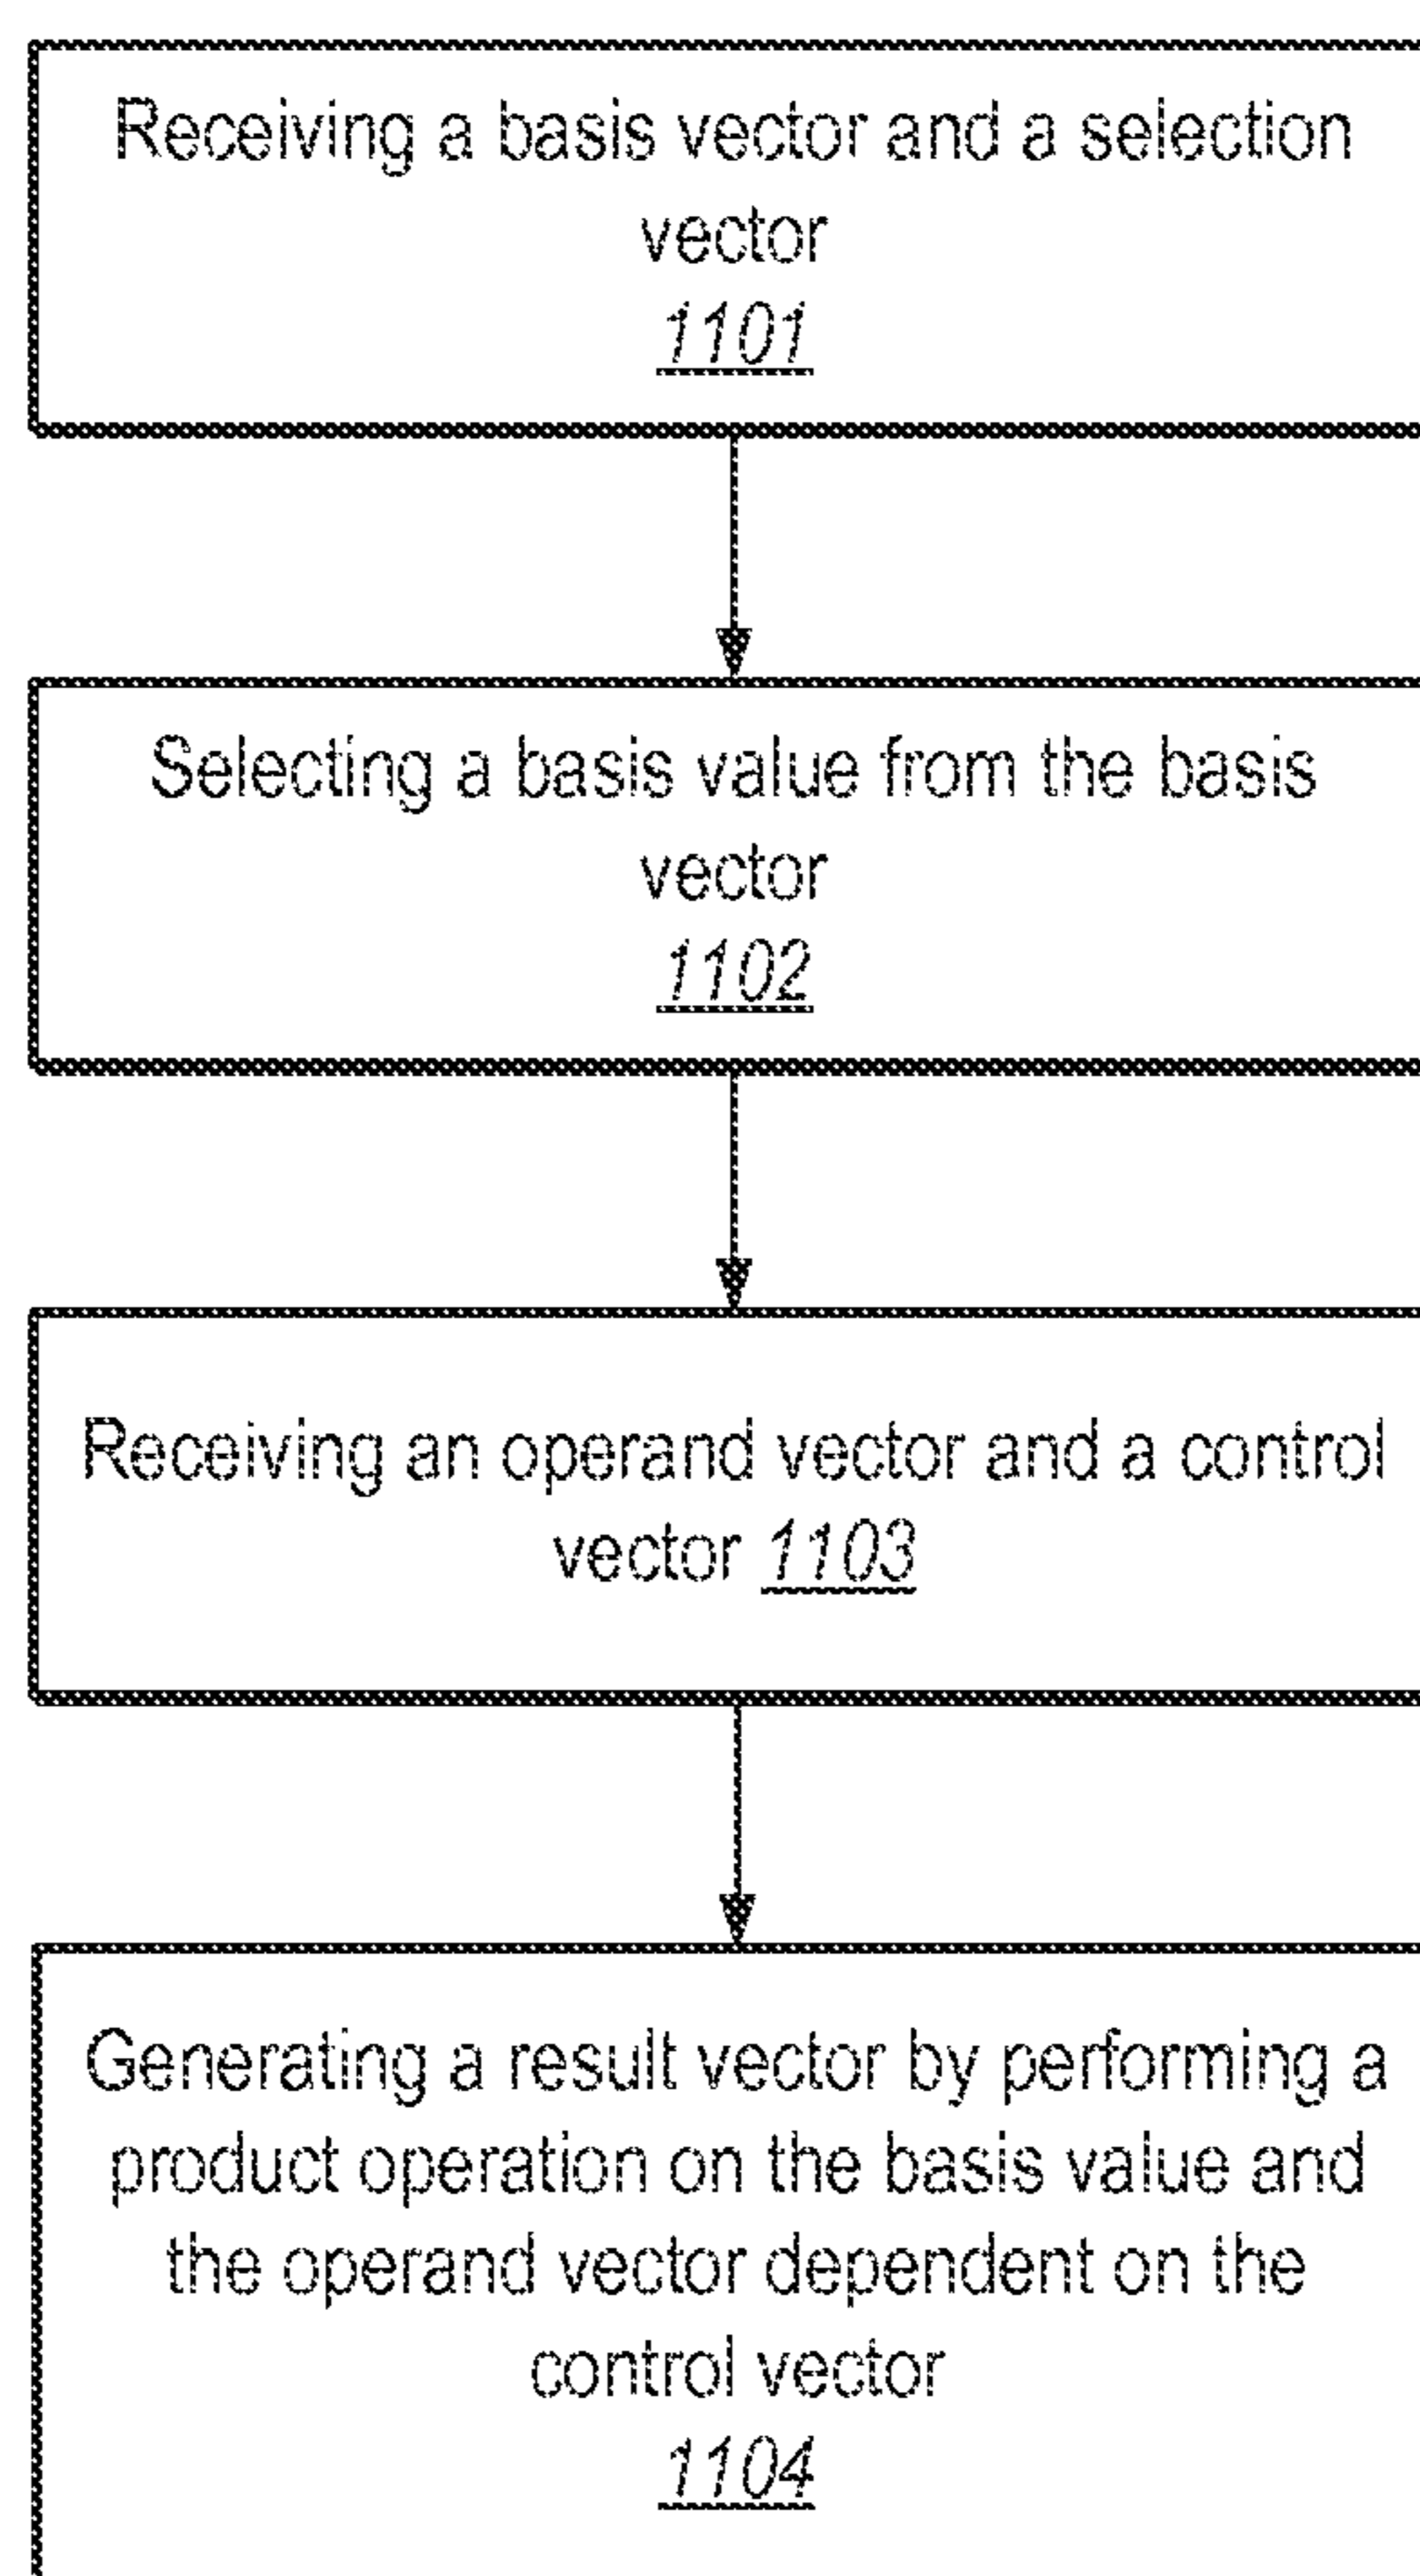 Receiving a basis vector and a selection
vector
1101
Selecting a basis value from the basis
vector
1102
Receiving an operand vector and a control
vector 1103
Generating a result vector by performing a
product operation on the basis value and
the operand vector dependent on the
control vector
1104